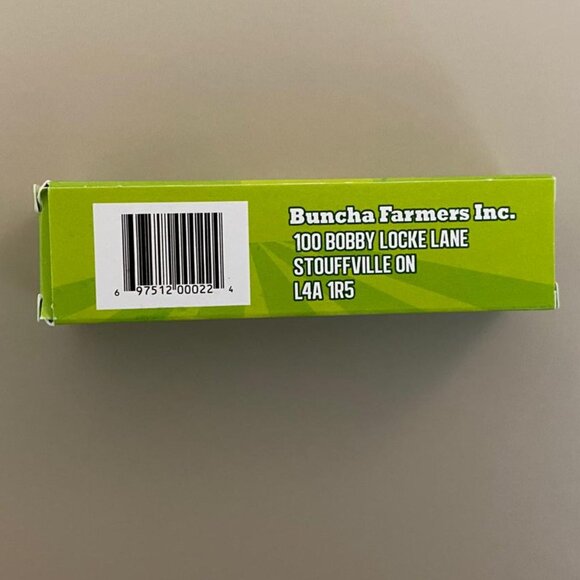 Buncha Farmers Inc.
100 BOBBY LOCKE LANE
STOUFFVILLE ON
L4A 1R5
6 97512 00022 4